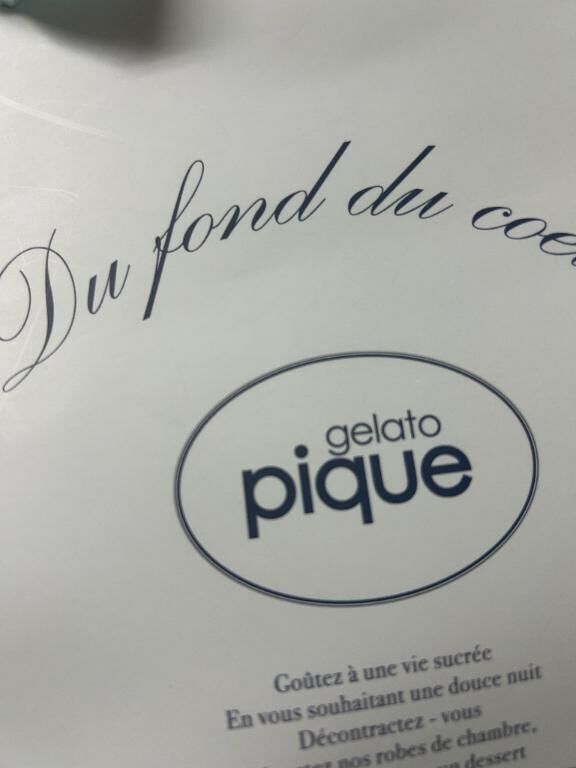 Du fond du
gelato
pique
Goûtez à une vie sucrée
En vous souhaitant une douce nuit
Décontractez - vous
nos robes de chambre,
dessert